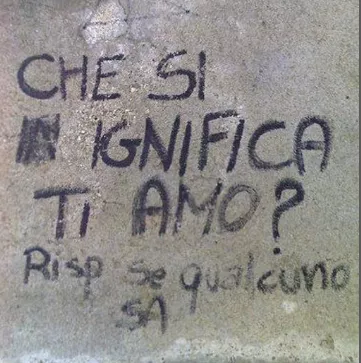 CHE SI
IGNIFICA
TI AMO?
Risp se qualcuno
SA